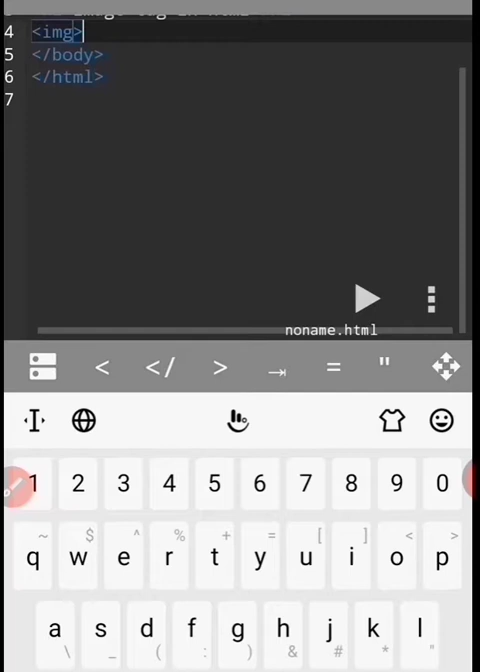 4 <img>
5 </body>
6 </html>
7
noname.html
< </ > → = "
1 2 3 4 5 6 7 8 9 0
~ $ ^ % + = [ ] < >
q w e r t y u i o p
a s d f g h j k l
\ _ ( : ) & # * "